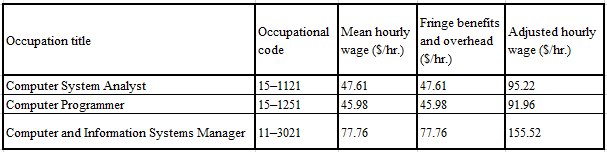 Occupation title
Occupational code
Mean hourly wage ($/hr.)
Fringe benefits and overhead ($/hr.)
Adjusted hourly wage ($/hr.)
Computer System Analyst 15–1121 47.61 47.61 95.22
Computer Programmer 15–1251 45.98 45.98 91.96
Computer and Information Systems Manager 11–3021 77.76 77.76 155.52